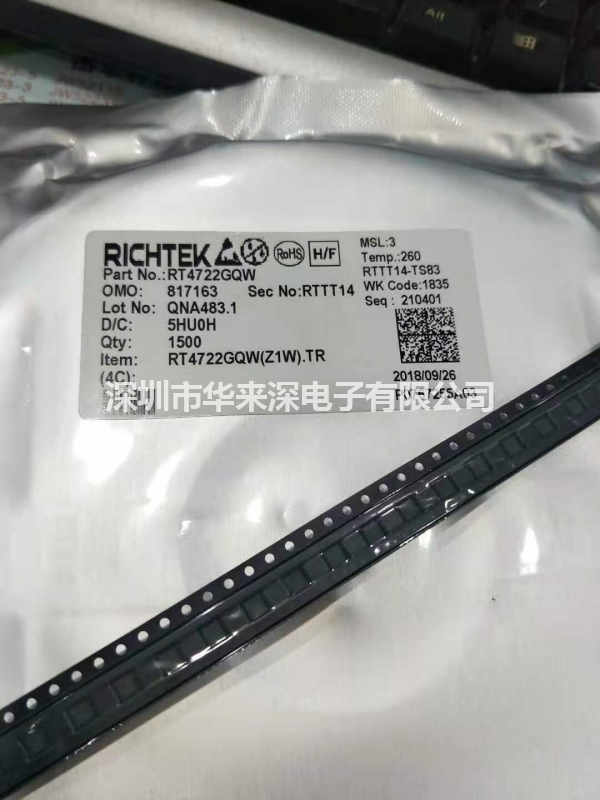 All
RICHTEK
RoHS
H/F
MSL:3
Temp.:260
RTTT14-TS83
WK Code:1835
Seq : 210401
Part No.:RT4722GQW
OMO: 817163 Sec No:RTTT14
Lot No: QNA483.1
D/C: 5HU0H
Qty: 1500
Item: RT4722GQW(Z1W).TR
(4C):
2018/09/26
深圳市华来深电子有限公司